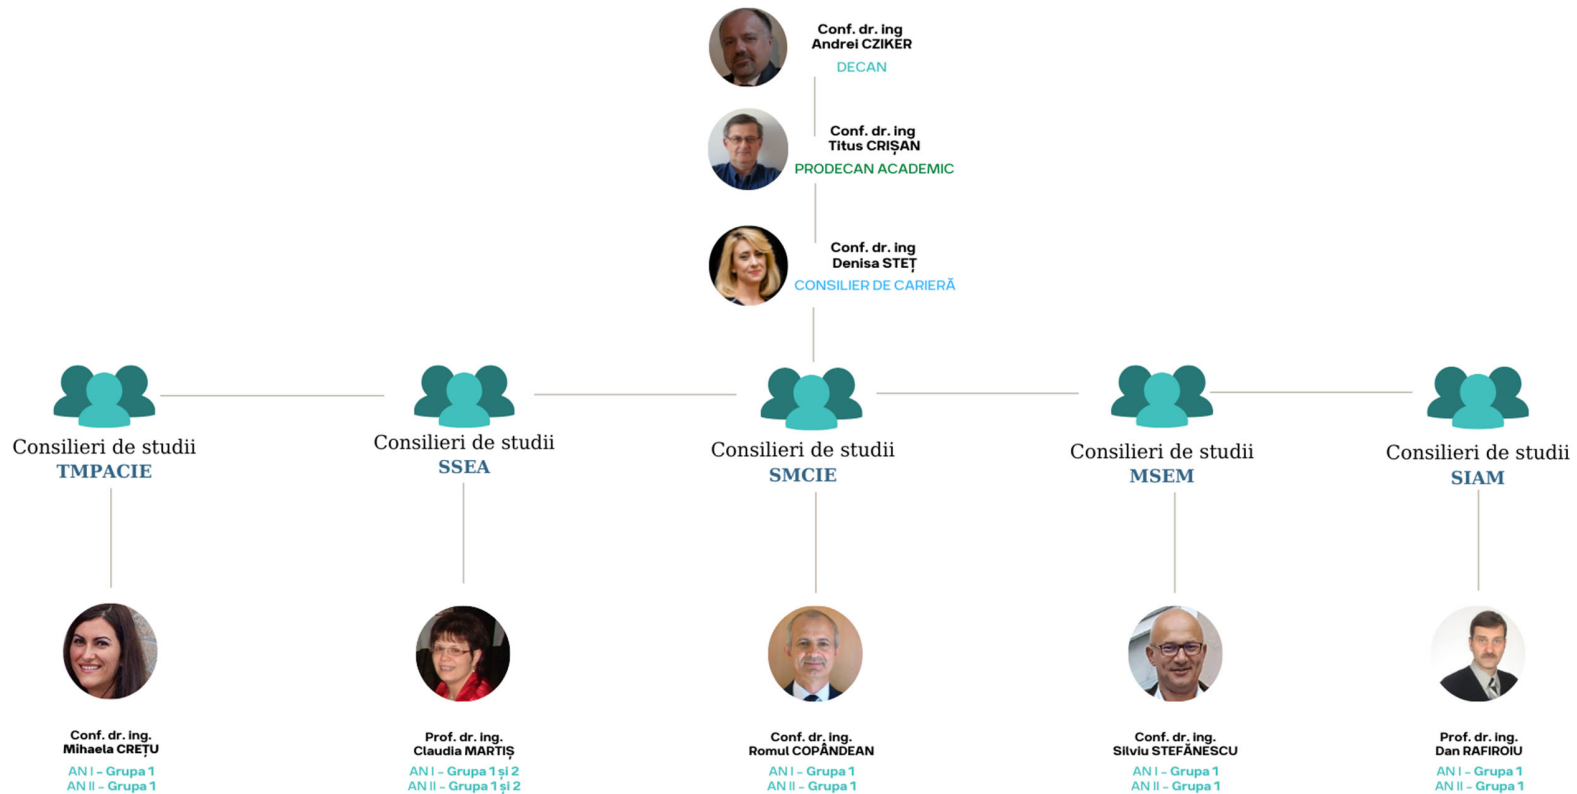 Conf. dr. ing
Andrei CZIKER
DECAN
Conf. dr. ing
Titus CRIȘAN
PRODECAN ACADEMIC
Conf. dr. ing
Denisa STEȚ
CONSILIER DE CARIERĂ
Consilieri de studii
TMPACIE
Consilieri de studii
SSEA
Consilieri de studii
SMCIE
Consilieri de studii
MSEM
Consilieri de studii
SIAM
Conf. dr. ing.
Mihaela CREȚU
AN I - Grupa 1
AN II - Grupa 1
Prof. dr. ing.
Claudia MARTIȘ
AN I - Grupa 1 și 2
AN II - Grupa 1 și 2
Conf. dr. ing.
Romul COPÂNDEAN
AN I - Grupa 1
AN II - Grupa 1
Conf. dr. ing.
Silviu STEFĂNESCU
AN I - Grupa 1
AN II - Grupa 1
Prof. dr. ing.
Dan RAFIROIU
AN I - Grupa 1
AN II - Grupa 1